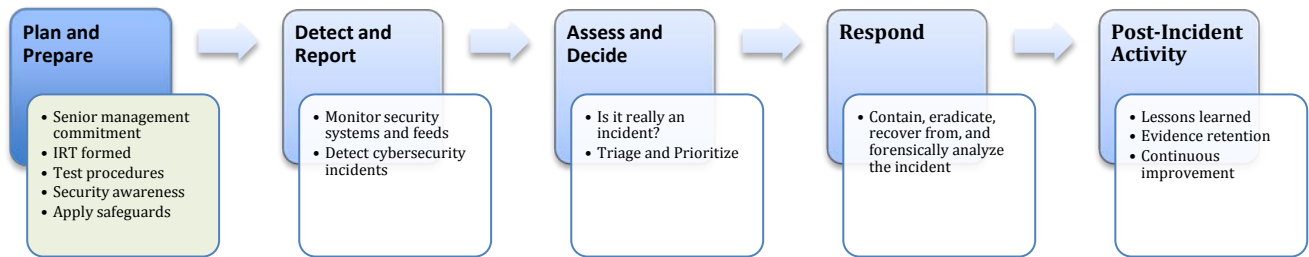 Plan and
Prepare
• Senior management
commitment
• IRT formed
• Test procedures
• Security awareness
• Apply safeguards
Detect and
Report
• Monitor security
systems and feeds
• Detect cybersecurity
incidents
Assess and
Decide
• Is it really an
incident?
• Triage and Prioritize
Respond
• Contain, eradicate,
recover from, and
forensically analyze
the incident
Post-Incident
Activity
• Lessons learned
• Evidence retention
• Continuous
improvement